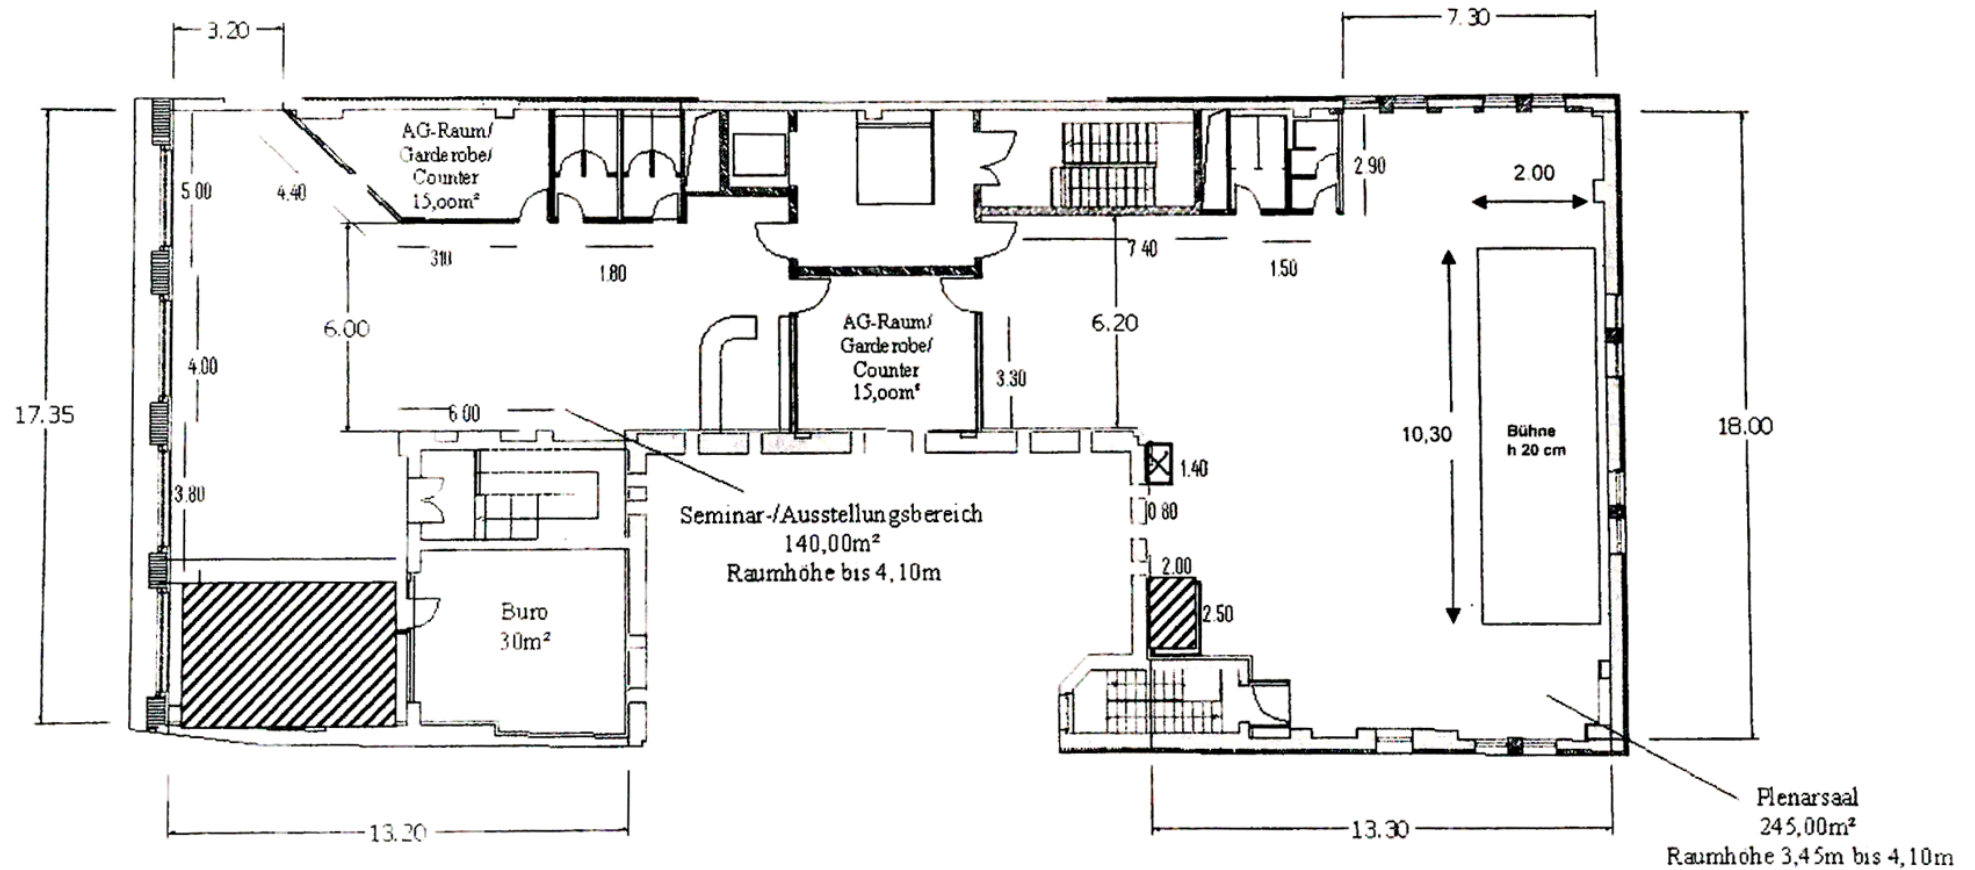 3.20
7.30
AG-Raum/
Garderobe/
Counter
15,oom²
5.00
4.40
2.90
2.00
310
1.80
7.40
1.50
6.00
AG-Raum/
Garderobe/
Counter
15,oom²
6.20
4.00
3.30
17.35
6 00
10,30
Bühne
h 20 cm
18.00
1.40
3.80
0 80
Seminar-/Ausstellungsbereich
140,00m²
Raumhöhe bis 4,10m
2.00
Buro
30m²
2.50
13.20
13.30
Plenarsaal
245,00m²
Raumhöhe 3,45m bis 4,10m